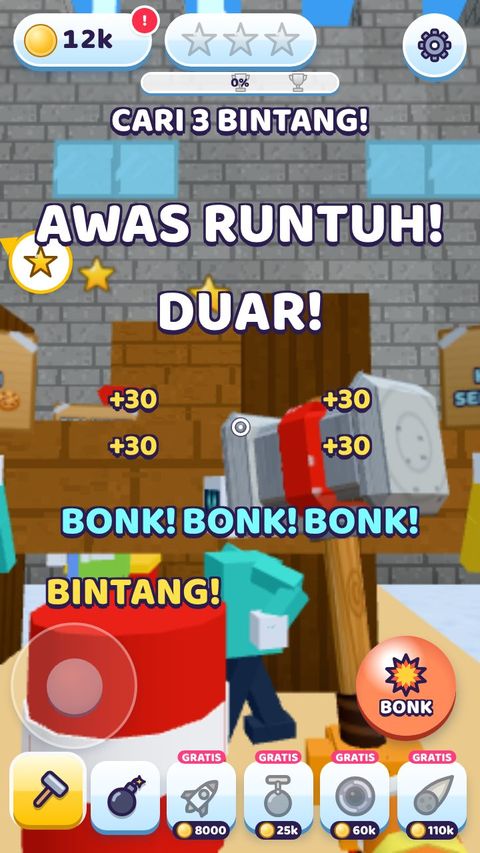 12k
!
0%
CARI 3 BINTANG!
AWAS RUNTUH!
DUAR!
+30 +30
+30 +30
BONK! BONK! BONK!
BINTANG!
BONK
GRATIS GRATIS GRATIS GRATIS
8000 25k 60k 110k